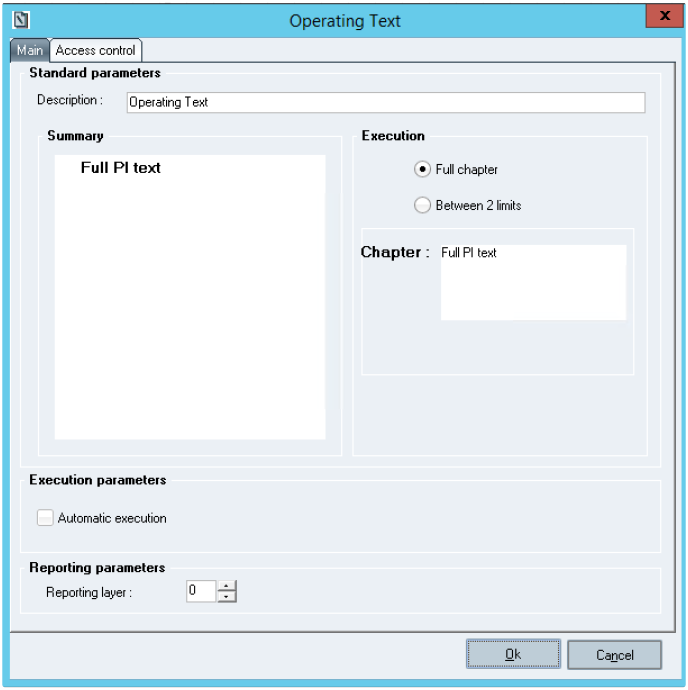 Operating Text
x
Main Access control
Standard parameters
Description : Operating Text
Summary
Full PI text
Execution
Full chapter
Between 2 limits
Chapter : Full PI text
Execution parameters
Automatic execution
Reporting parameters
Reporting layer : 0
Ok Cancel